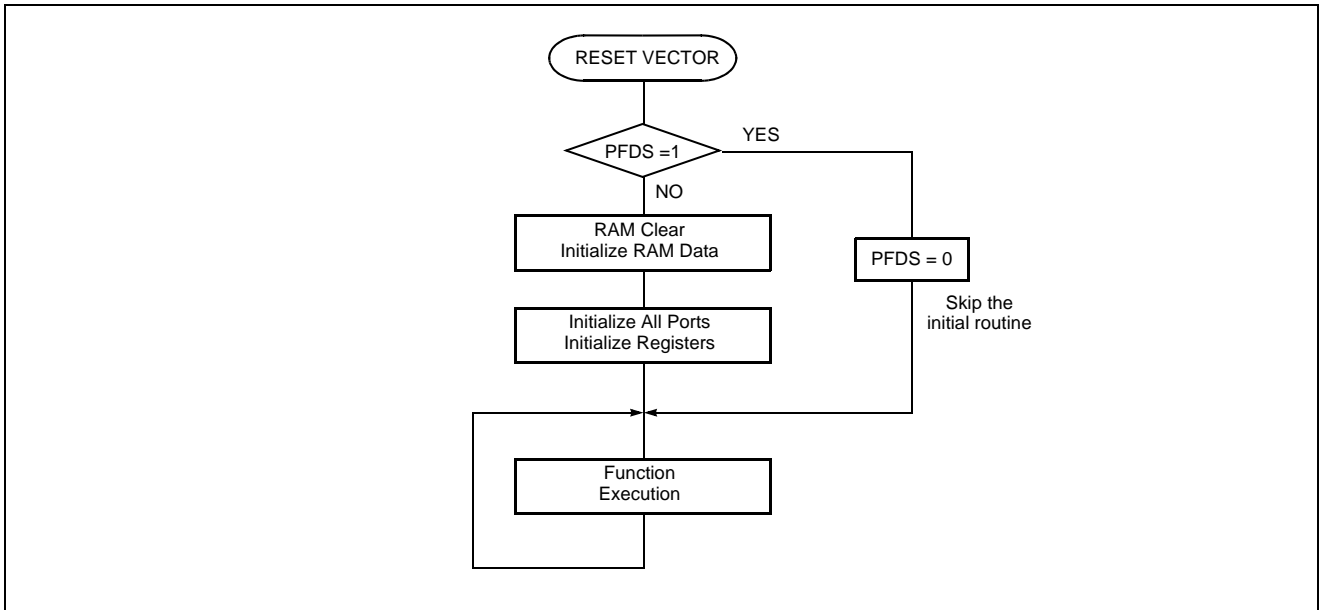 RESET VECTOR
YES
PFDS =1
NO
RAM Clear
Initialize RAM Data
PFDS = 0
Skip the
initial routine
Initialize All Ports
Initialize Registers
Function
Execution